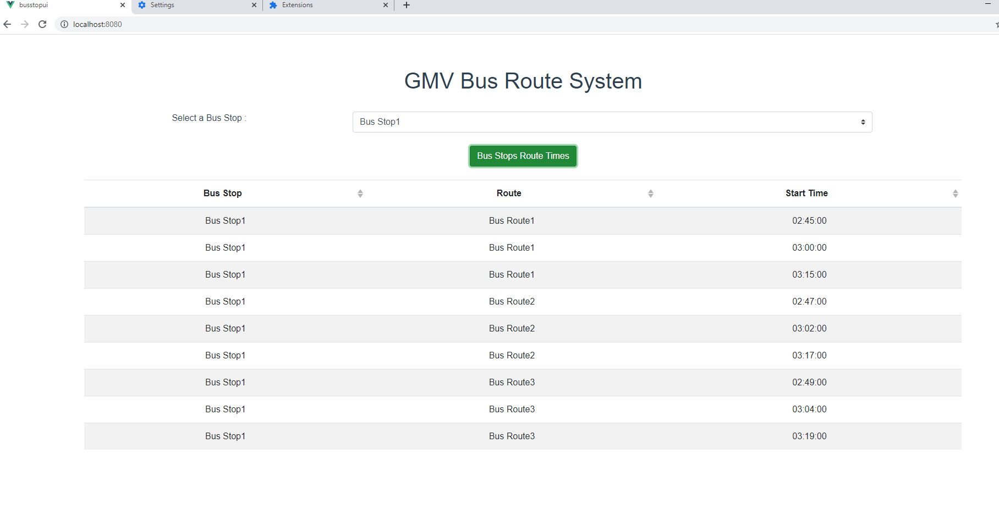 busstopui
Settings
Extensions
localhost:8080
GMV Bus Route System
Select a Bus Stop :
Bus Stop1
Bus Stops Route Times
Bus Stop Route Start Time
Bus Stop1 Bus Route1 02:45:00
Bus Stop1 Bus Route1 03:00:00
Bus Stop1 Bus Route1 03:15:00
Bus Stop1 Bus Route2 02:47:00
Bus Stop1 Bus Route2 03:02:00
Bus Stop1 Bus Route2 03:17:00
Bus Stop1 Bus Route3 02:49:00
Bus Stop1 Bus Route3 03:04:00
Bus Stop1 Bus Route3 03:19:00